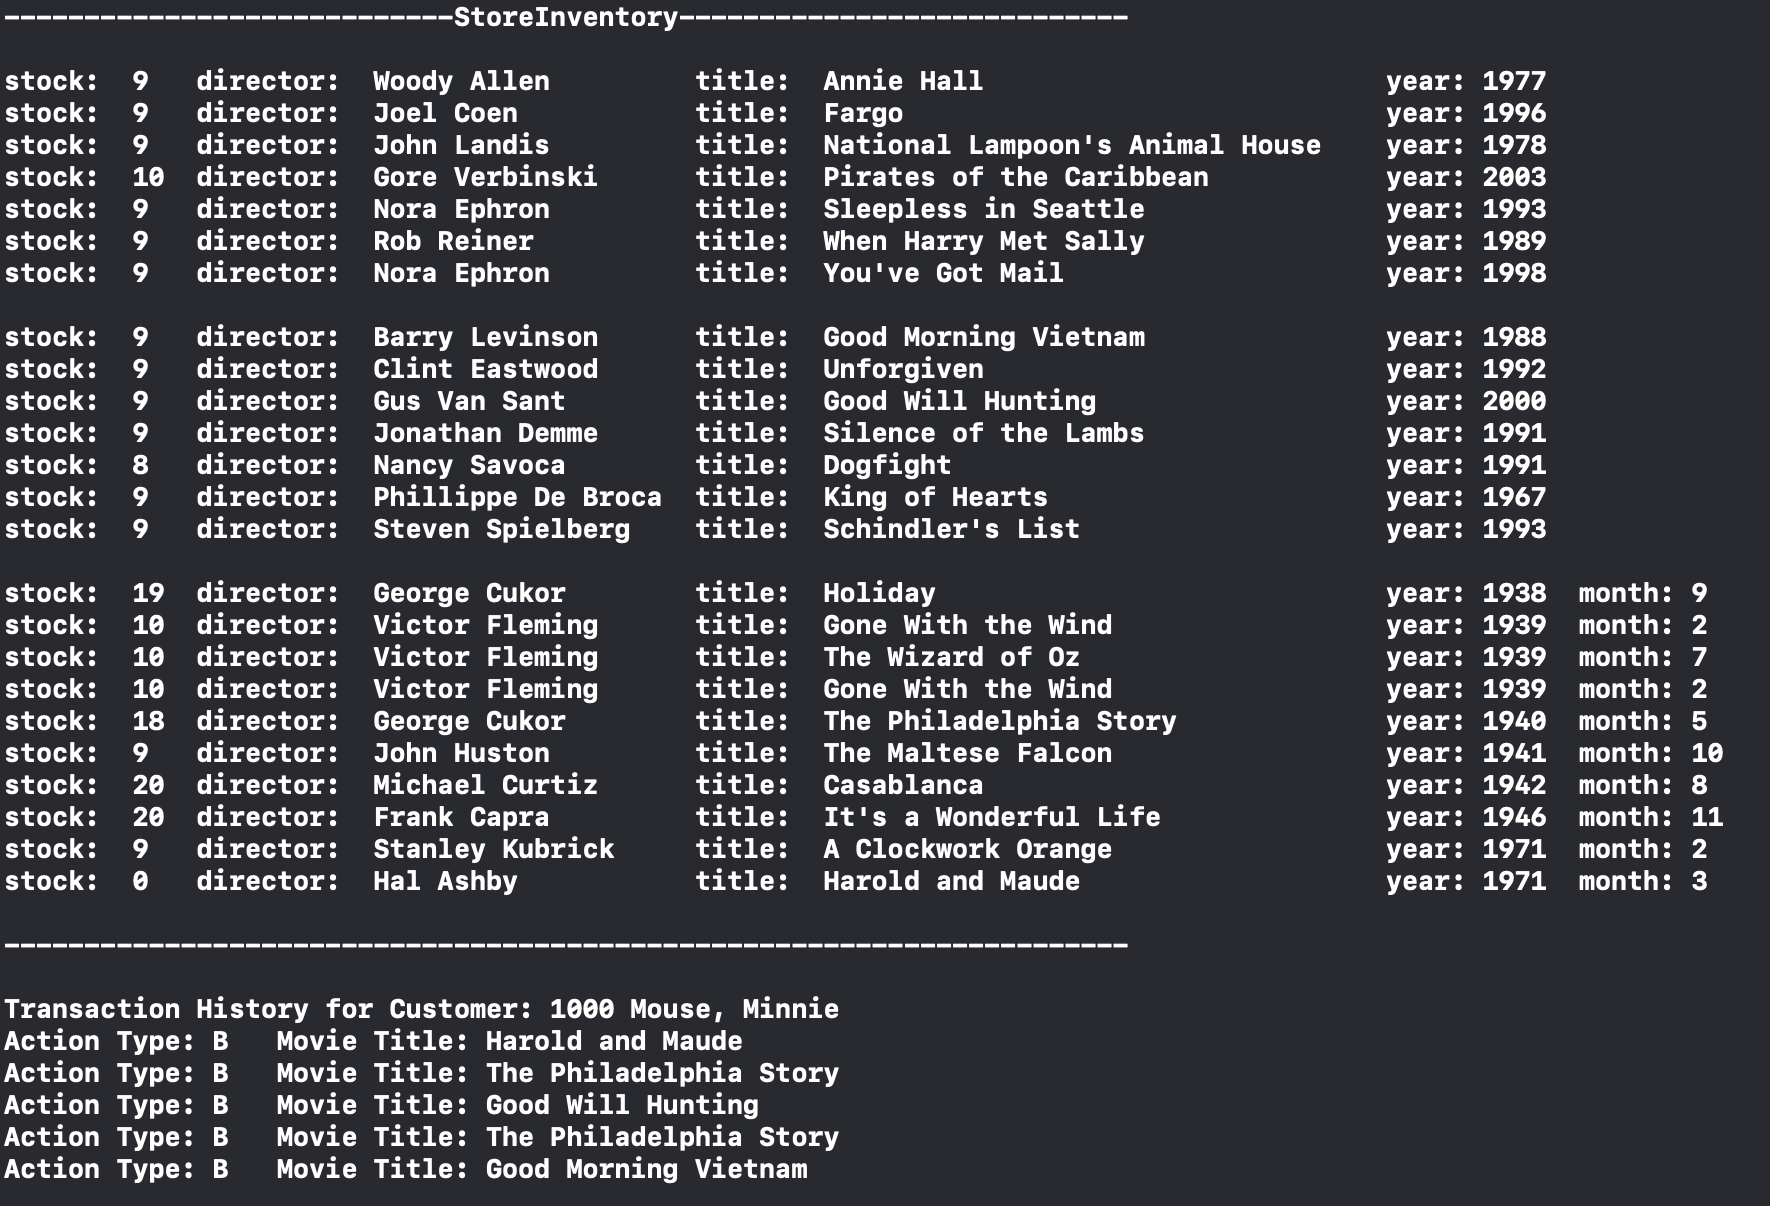 ----------------------------StoreInventory----------------------------
stock:  9   director:  Woody Allen         title:  Annie Hall                         year: 1977
stock:  9   director:  Joel Coen           title:  Fargo                              year: 1996
stock:  9   director:  John Landis         title:  National Lampoon's Animal House    year: 1978
stock:  10  director:  Gore Verbinski      title:  Pirates of the Caribbean           year: 2003
stock:  9   director:  Nora Ephron         title:  Sleepless in Seattle               year: 1993
stock:  9   director:  Rob Reiner          title:  When Harry Met Sally               year: 1989
stock:  9   director:  Nora Ephron         title:  You've Got Mail                    year: 1998
stock:  9   director:  Barry Levinson      title:  Good Morning Vietnam               year: 1988
stock:  9   director:  Clint Eastwood      title:  Unforgiven                         year: 1992
stock:  9   director:  Gus Van Sant        title:  Good Will Hunting                  year: 2000
stock:  9   director:  Jonathan Demme      title:  Silence of the Lambs               year: 1991
stock:  8   director:  Nancy Savoca        title:  Dogfight                           year: 1991
stock:  9   director:  Phillippe De Broca  title:  King of Hearts                     year: 1967
stock:  9   director:  Steven Spielberg    title:  Schindler's List                   year: 1993
stock:  19  director:  George Cukor        title:  Holiday                            year: 1938  month: 9
stock:  10  director:  Victor Fleming      title:  Gone With the Wind                 year: 1939  month: 2
stock:  10  director:  Victor Fleming      title:  The Wizard of Oz                   year: 1939  month: 7
stock:  10  director:  Victor Fleming      title:  Gone With the Wind                 year: 1939  month: 2
stock:  18  director:  George Cukor        title:  The Philadelphia Story             year: 1940  month: 5
stock:  9   director:  John Huston         title:  The Maltese Falcon                 year: 1941  month: 10
stock:  20  director:  Michael Curtiz      title:  Casablanca                         year: 1942  month: 8
stock:  20  director:  Frank Capra         title:  It's a Wonderful Life              year: 1946  month: 11
stock:  9   director:  Stanley Kubrick     title:  A Clockwork Orange                 year: 1971  month: 2
stock:  0   director:  Hal Ashby           title:  Harold and Maude                   year: 1971  month: 3
----------------------------------------------------------------------
Transaction History for Customer: 1000 Mouse, Minnie
Action Type: B   Movie Title: Harold and Maude
Action Type: B   Movie Title: The Philadelphia Story
Action Type: B   Movie Title: Good Will Hunting
Action Type: B   Movie Title: The Philadelphia Story
Action Type: B   Movie Title: Good Morning Vietnam